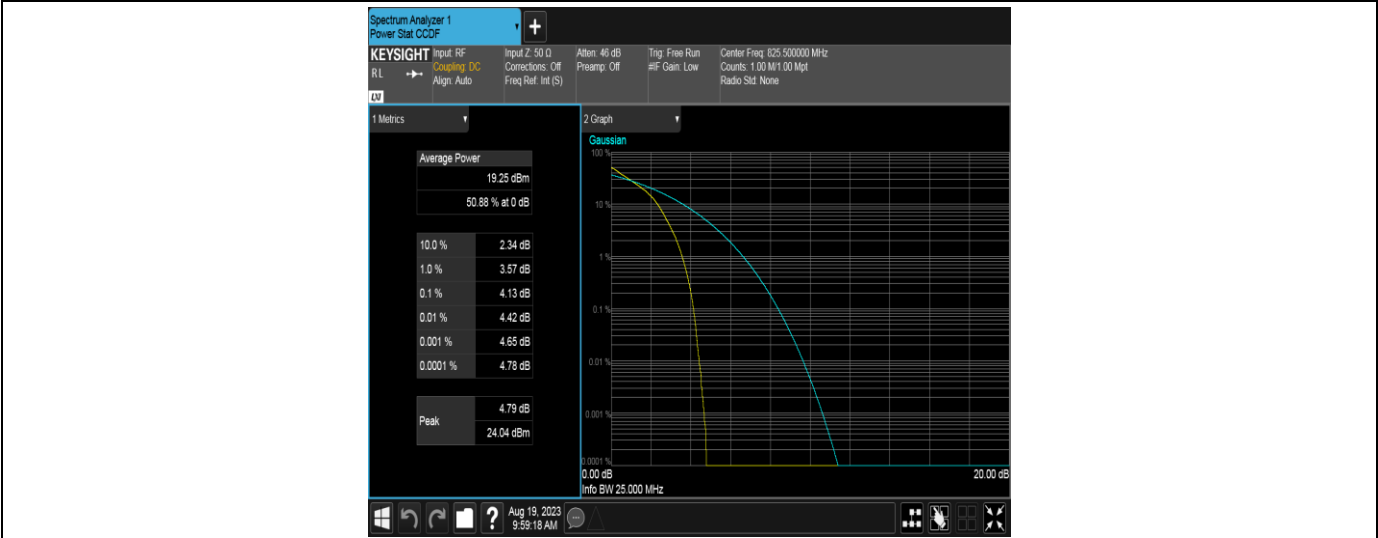 Spectrum Analyzer 1
Power Stat CCDF
+
KEYSIGHT
RL
Input: RF
Coupling: DC
Align: Auto
Input Z: 50 Ω
Corrections: Off
Freq Ref: Int (S)
Atten: 46 dB
Preamp: Off
Trig: Free Run
#IF Gain: Low
Center Freq: 825.500000 MHz
Counts: 1.00 M/1.00 Mpt
Radio Std: None
1 Metrics
Average Power
19.25 dBm
50.88 % at 0 dB
10.0 % 2.34 dB
1.0 % 3.57 dB
0.1 % 4.13 dB
0.01 % 4.42 dB
0.001 % 4.65 dB
0.0001 % 4.78 dB
Peak
4.79 dB
24.04 dBm
2 Graph
Gaussian
100 %
10 %
1 %
0.1 %
0.01 %
0.001 %
0.0001 %
0.00 dB 20.00 dB
Info BW 25.000 MHz
?
Aug 19, 2023
9:59:18 AM